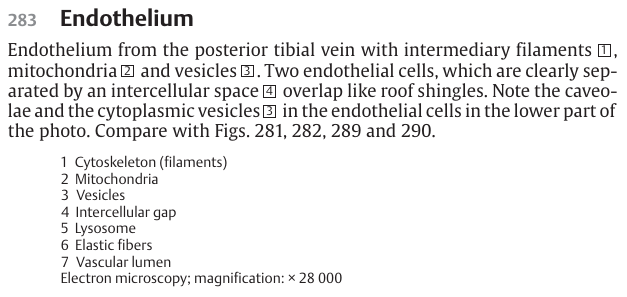 283 Endothelium
Endothelium from the posterior tibial vein with intermediary filaments 1,
mitochondria 2 and vesicles 3. Two endothelial cells, which are clearly sep-
arated by an intercellular space 4 overlap like roof shingles. Note the caveo-
lae and the cytoplasmic vesicles 3 in the endothelial cells in the lower part of
the photo. Compare with Figs. 281, 282, 289 and 290.
1 Cytoskeleton (filaments)
2 Mitochondria
3 Vesicles
4 Intercellular gap
5 Lysosome
6 Elastic fibers
7 Vascular lumen
Electron microscopy; magnification: × 28 000